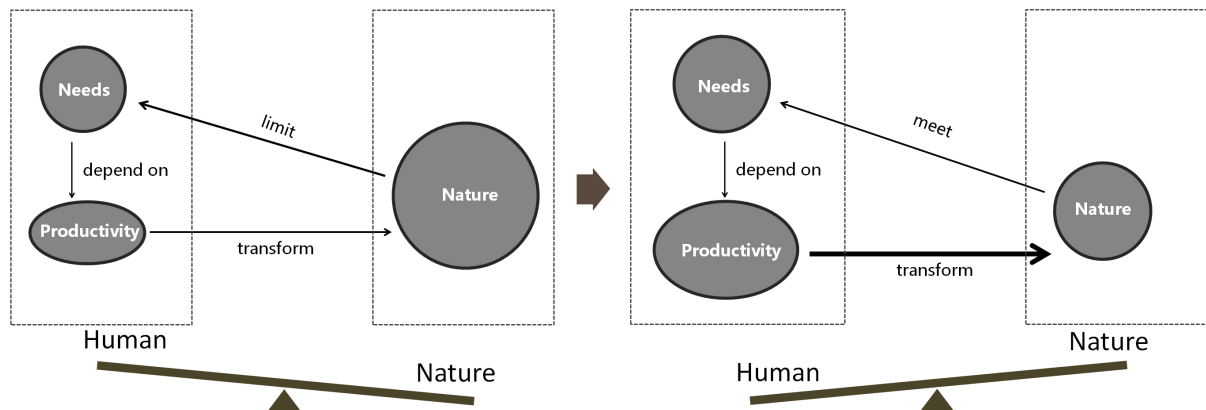 Needs
limit
depend on
Nature
Productivity
transform
Human
Nature
Needs
meet
depend on
Nature
Productivity
transform
Nature
Human